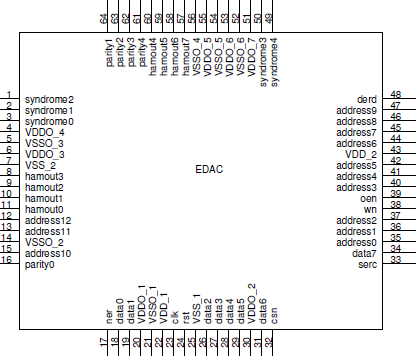 64
63
62
61
60
59
58
57
56
55
54
53
52
51
50
49
parity1
parity2
parity3
parity4
hamout4
hamout5
hamout6
hamout7
VSSO_4
VDDO_5
VSSO_5
VDDO_6
VSSO_6
VDDO_7
syndrome3
syndrome4
1 syndrome2
2 syndrome1
3 syndrome0
4 VDDO_4
5 VSSO_3
6 VDDO_3
7 VSS_2
8 hamout3
9 hamout2
10 hamout1
11 hamout0
12 address12
13 address11
14 VSSO_2
15 address10
16 parity0
EDAC
derd 48
address9 47
address8 46
address7 45
address6 44
VDD_2 43
address5 42
address4 41
address3 40
oen 39
wn 38
address2 37
address1 36
address0 35
data7 34
serc 33
ner
data0
data1
VDDO_1
VSSO_1
VDD_1
clk
rst
VSS_1
data2
data3
data4
data5
VDDO_2
data6
csn
17
18
19
20
21
22
23
24
25
26
27
28
29
30
31
32